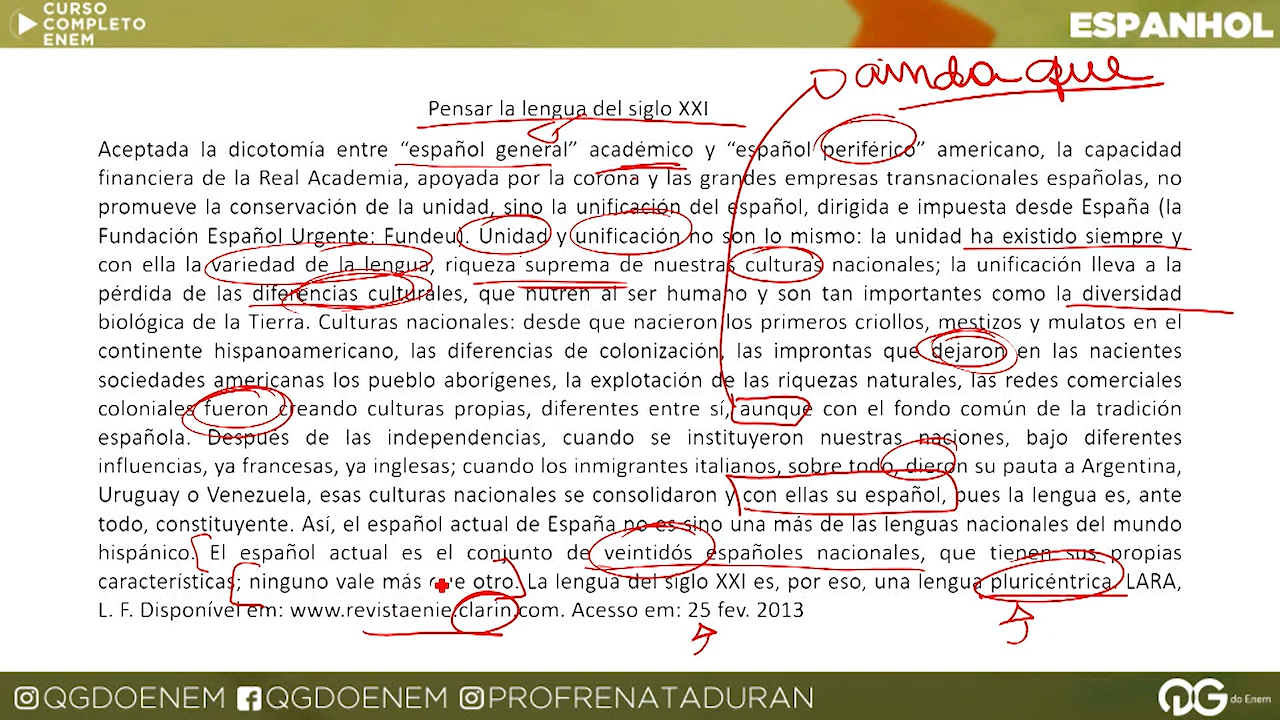 CURSO
COMPLETO
ENEM
ESPANHOL
ainda que
Pensar la lengua del siglo XXI
Aceptada la dicotomía entre “español general” académico y “español periférico” americano, la capacidad
financiera de la Real Academia, apoyada por la corona y las grandes empresas transnacionales españolas, no
promueve la conservación de la unidad, sino la unificación del español, dirigida e impuesta desde España (la
Fundación Español Urgente: Fundeu). Unidad y unificación no son lo mismo: la unidad ha existido siempre y
con ella la variedad de la lengua, riqueza suprema de nuestras culturas nacionales; la unificación lleva a la
pérdida de las diferencias culturales, que nutren al ser humano y son tan importantes como la diversidad
biológica de la Tierra. Culturas nacionales: desde que nacieron los primeros criollos, mestizos y mulatos en el
continente hispanoamericano, las diferencias de colonización, las improntas que dejaron en las nacientes
sociedades americanas los pueblo aborígenes, la explotación de las riquezas naturales, las redes comerciales
coloniales fueron creando culturas propias, diferentes entre sí, aunque con el fondo común de la tradición
española. Después de las independencias, cuando se instituyeron nuestras naciones, bajo diferentes
influencias, ya francesas, ya inglesas; cuando los inmigrantes italianos, sobre todo, dieron su pauta a Argentina,
Uruguay o Venezuela, esas culturas nacionales se consolidaron y con ellas su español, pues la lengua es, ante
todo, constituyente. Así, el español actual de España no es sino una más de las lenguas nacionales del mundo
hispánico. El español actual es el conjunto de veintidós españoles nacionales, que tienen sus propias
características; ninguno vale más que otro. La lengua del siglo XXI es, por eso, una lengua pluricéntrica. LARA,
L. F. Disponível em: www.revistaenie.clarin.com. Acesso em: 25 fev. 2013
@QGDOENEM QGDOENEM @PROFRENATADURAN
QG do Enem